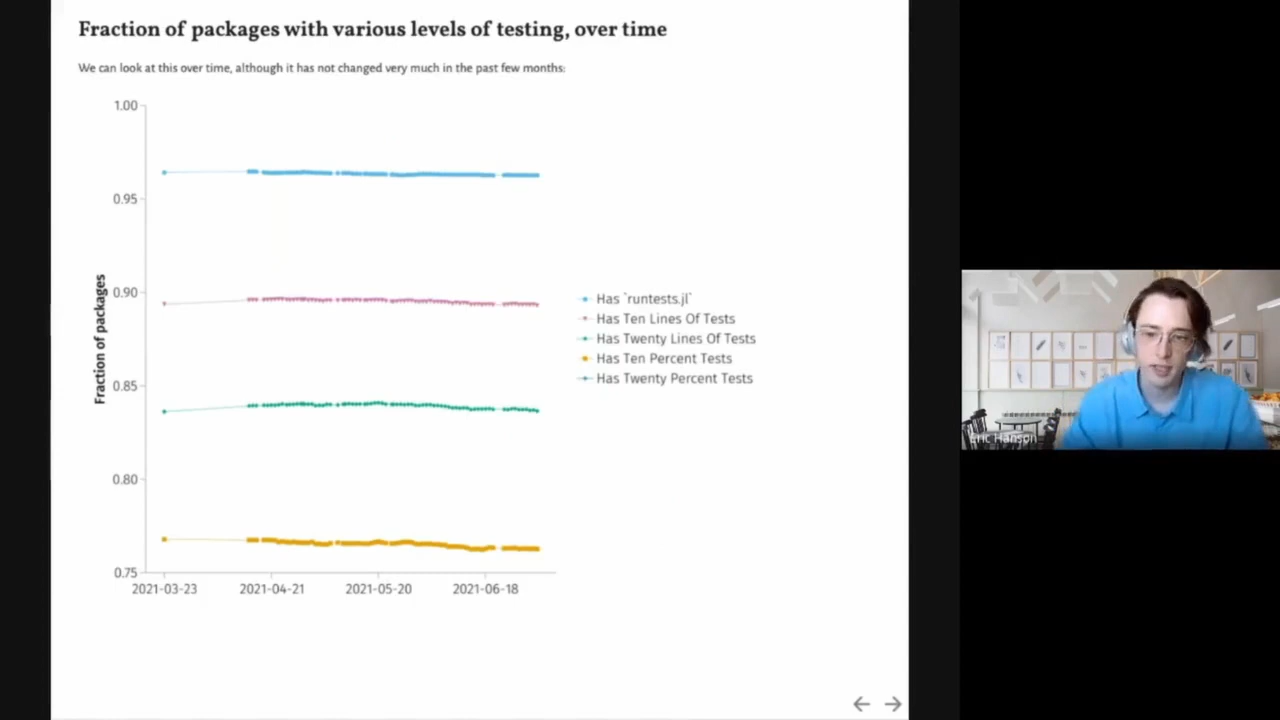 Fraction of packages with various levels of testing, over time
We can look at this over time, although it has not changed very much in the past few months:
1.00
0.95
0.90
0.85
0.80
0.75
Fraction of packages
2021-03-23
2021-04-21
2021-05-20
2021-06-18
Has `runtests.jl`
Has Ten Lines Of Tests
Has Twenty Lines Of Tests
Has Ten Percent Tests
Has Twenty Percent Tests
Eric Hanson